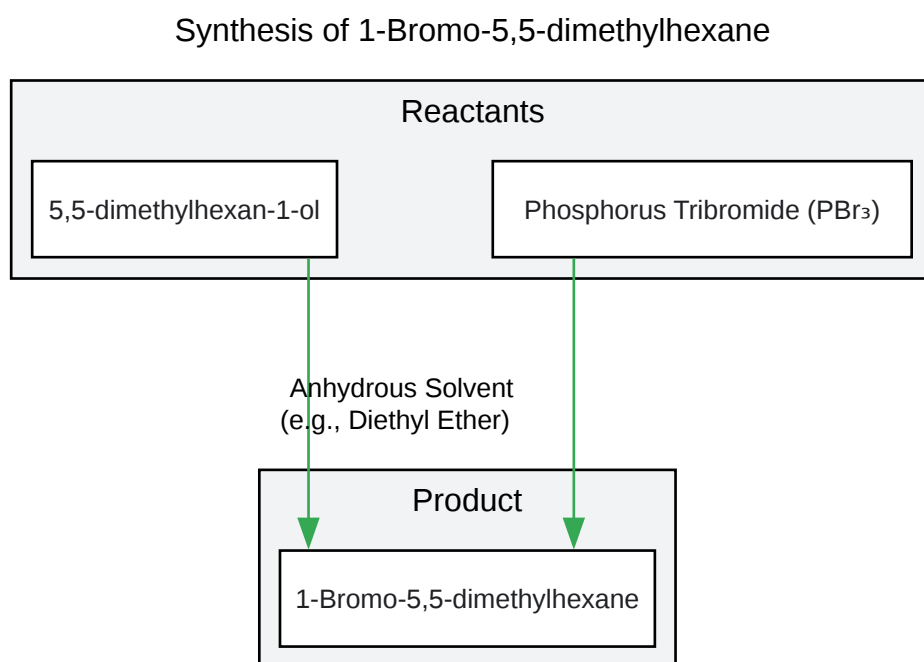 Synthesis of 1-Bromo-5,5-dimethylhexane
Reactants
5,5-dimethylhexan-1-ol
Phosphorus Tribromide (PBr₃)
Anhydrous Solvent
(e.g., Diethyl Ether)
Product
1-Bromo-5,5-dimethylhexane